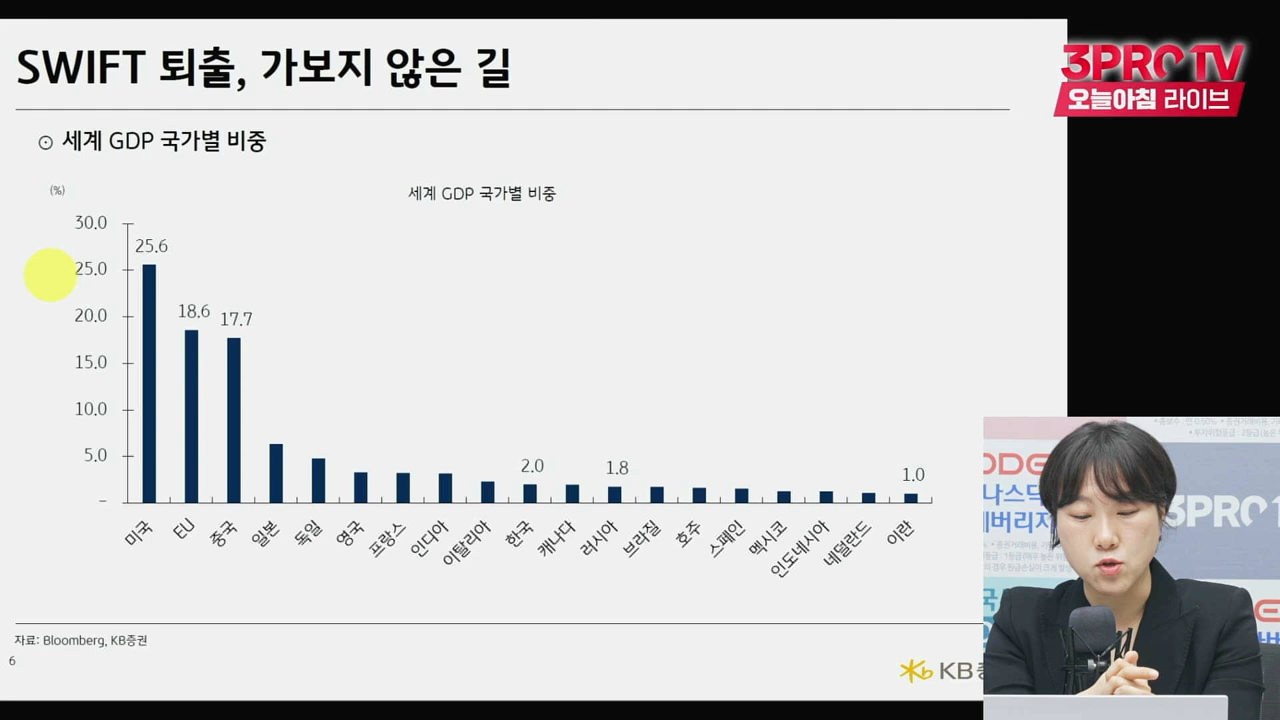 SWIFT 퇴출, 가보지 않은 길
3PROTV
오늘아침 라이브
⊙ 세계 GDP 국가별 비중
(%)
세계 GDP 국가별 비중
30.0
25.0
20.0
15.0
10.0
5.0
–
25.6
18.6
17.7
2.0
1.8
1.0
미국
EU
중국
일본
독일
영국
프랑스
인디아
이탈리아
한국
캐나다
러시아
브라질
호주
스페인
멕시코
인도네시아
네덜란드
이란
자료: Bloomberg, KB증권
6
KB
3PRO